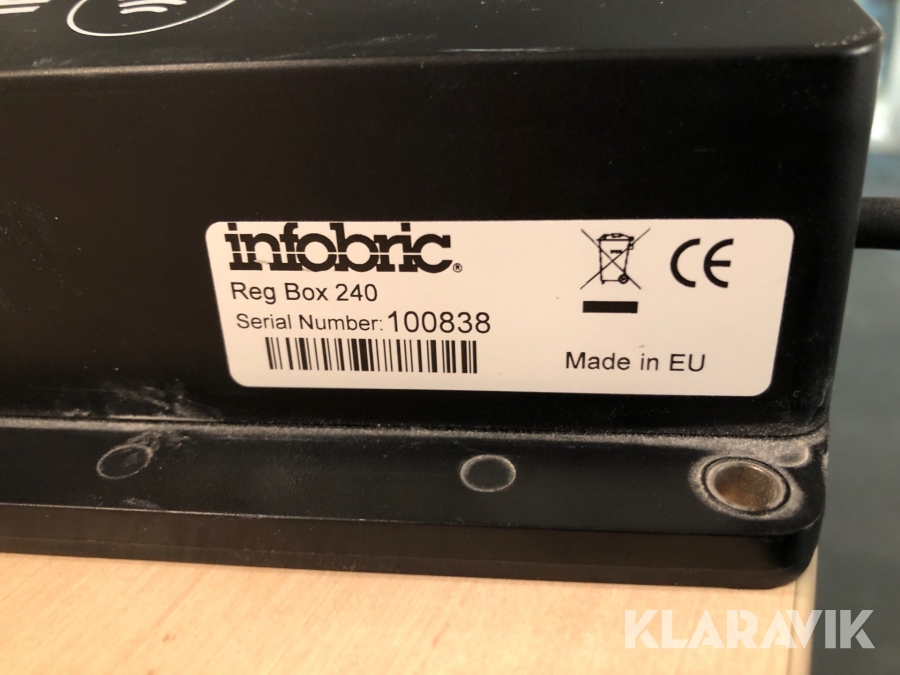 infobric®
Reg Box 240
Serial Number: 100838
CE
Made in EU
KLARAVIK